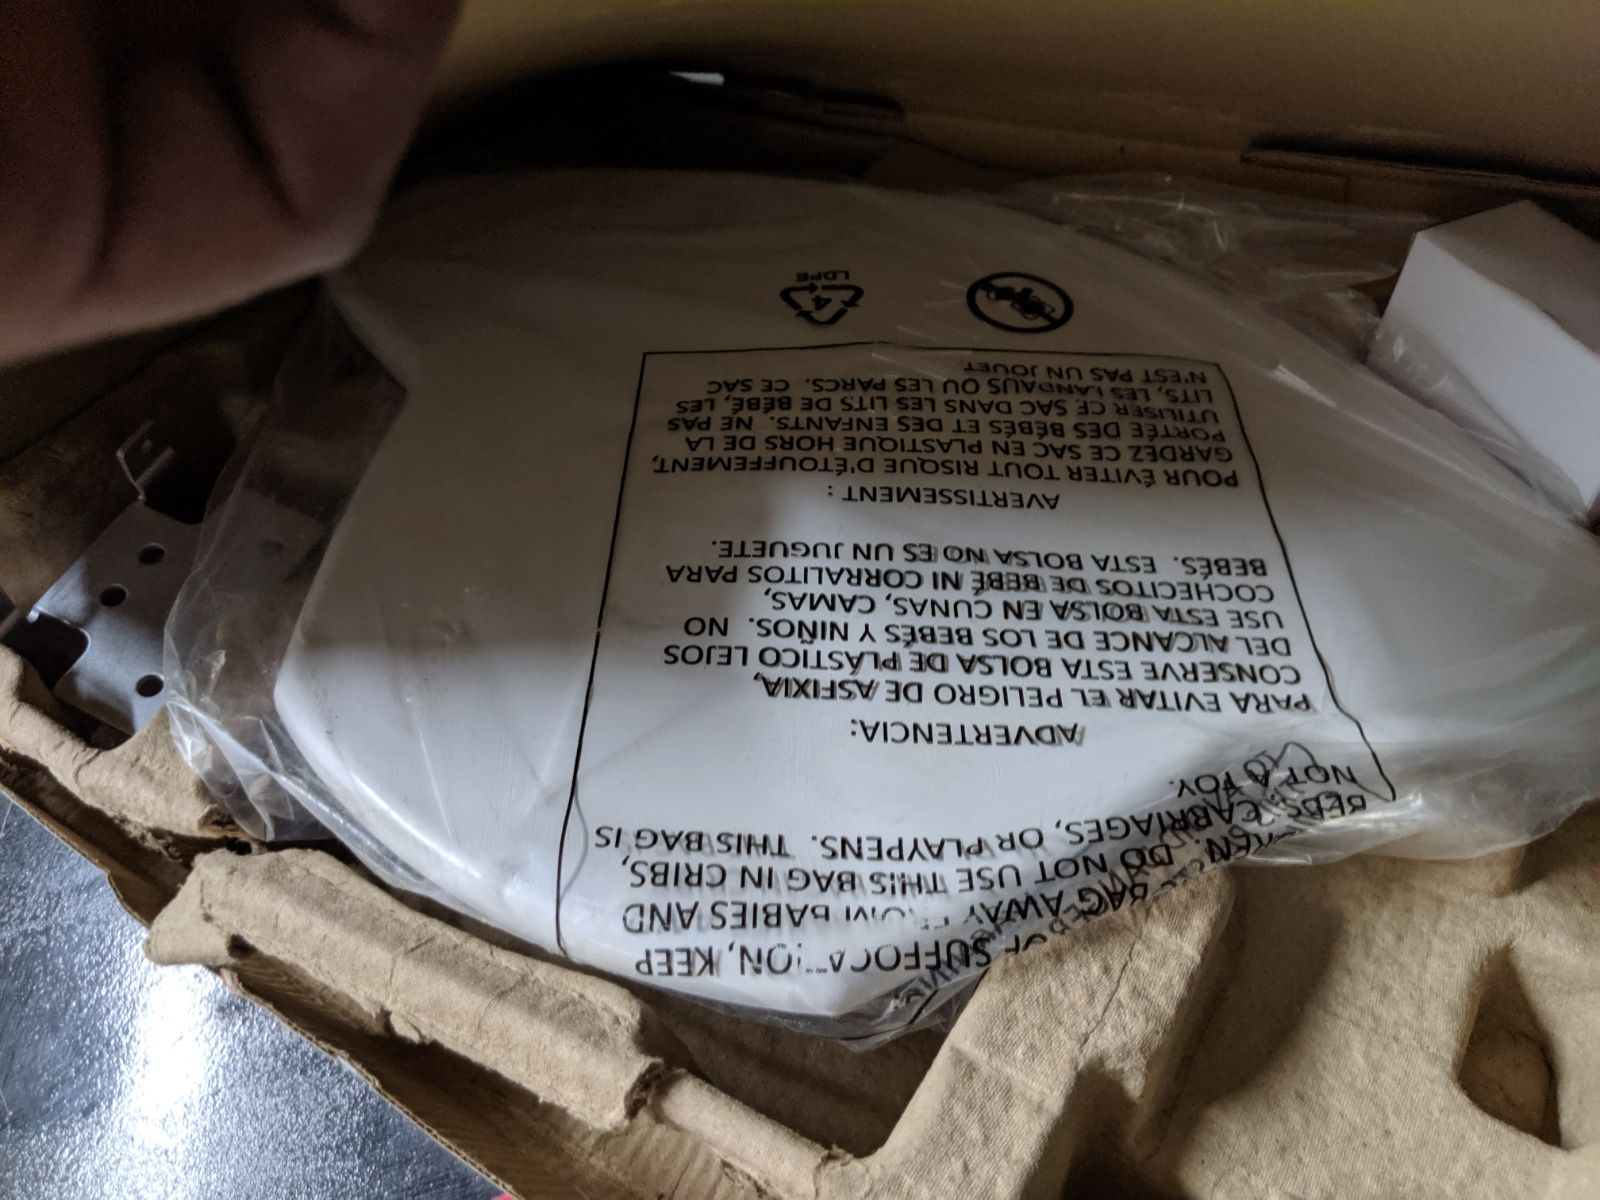 OF SUFFOCATION, KEEP
BAG AWAY FROM BABIES AND
DO NOT USE THIS BAG IN CRIBS,
BEDS, CARRIAGES, OR PLAYPENS. THIS BAG IS
NOT A TOY.
ADVERTENCIA:
PARA EVITAR EL PELIGRO DE ASFIXIA,
CONSERVE ESTA BOLSA DE PLÁSTICO LEJOS
DEL ALCANCE DE LOS BEBÉS Y NIÑOS. NO
USE ESTA BOLSA EN CUNAS, CAMAS,
COCHECITOS DE BEBÉ NI CORRALITOS PARA
BEBÉS. ESTA BOLSA NO ES UN JUGUETE.
AVERTISSEMENT :
POUR ÉVITER TOUT RISQUE D'ÉTOUFFEMENT,
GARDEZ CE SAC EN PLASTIQUE HORS DE LA
PORTÉE DES BÉBÉS ET DES ENFANTS. NE PAS
UTILISER CE SAC DANS LES LITS DE BÉBÉ, LES
LITS, LES LANDAUS OU LES PARCS. CE SAC
N'EST PAS UN JOUET.
4
LDPE